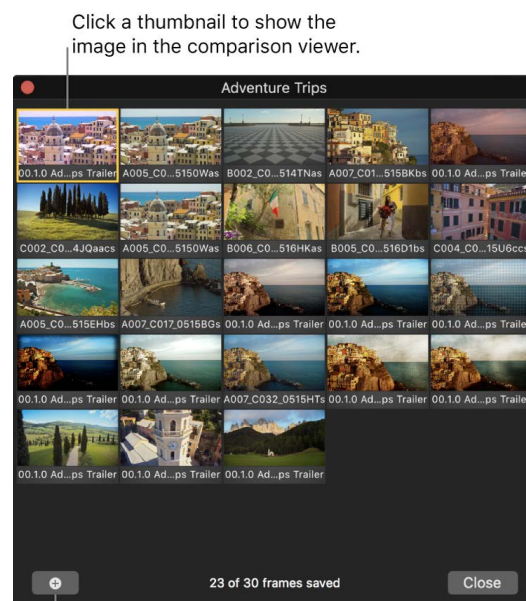 Click a thumbnail to show the
image in the comparison viewer.
Adventure Trips
00.1.0 Ad...ps Trailer A005_C0...5150Was B002_C0...514TNas A007_C01...515BKbs 00.1.0 Ad...ps Trailer
C002_C0...4JQaacs A005_C0...5150Was B006_C0...516HKas B005_C0...516D1bs C004_C0...15U6ccs
A005_C0...515EHbs A007_C017_0515BGs 00.1.0 Ad...ps Trailer 00.1.0 Ad...ps Trailer 00.1.0 Ad...ps Traile
00.1.0 Ad...ps Trailer 00.1.0 Ad...ps Trailer A007_C032_0515HTs 00.1.0 Ad...ps Trailer 00.1.0 Ad...ps Traile
00.1.0 Ad...ps Trailer 00.1.0 Ad...ps Trailer 00.1.0 Ad...ps Trailer
23 of 30 frames saved
Close